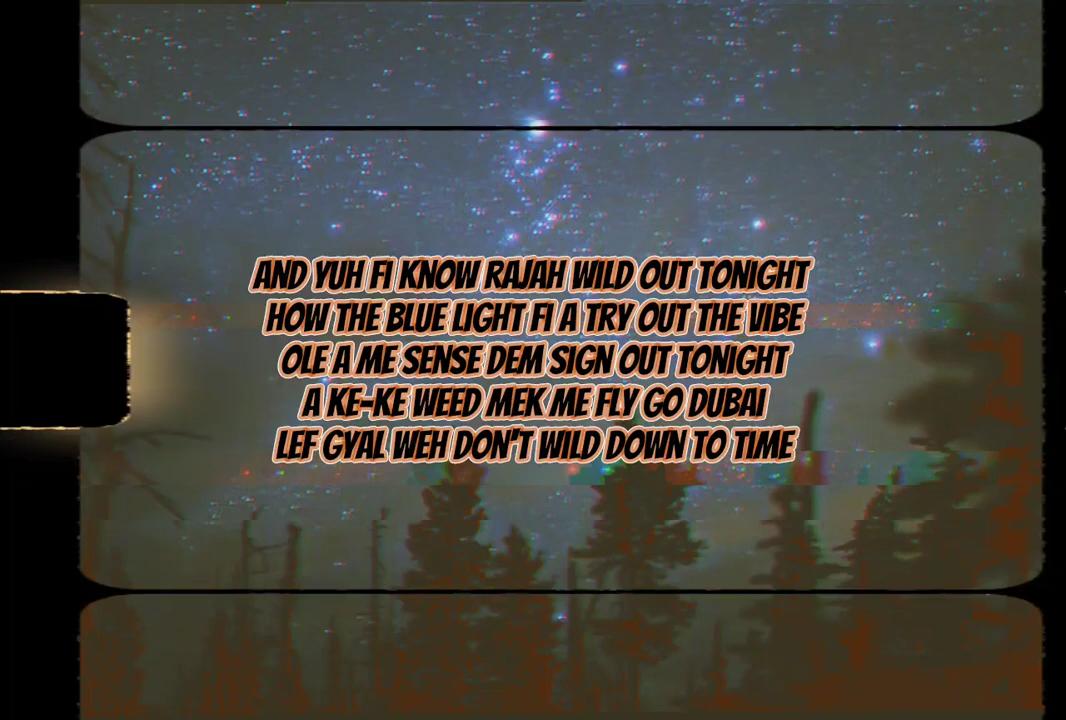 AND YUH FI KNOW RAJAH WILD OUT TONIGHT
HOW THE BLUE LIGHT FI A TRY OUT THE VIBE
OLE A ME SENSE DEM SIGN OUT TONIGHT
A KE-KE WEED MEK ME FLY GO DUBAI
LEF GYAL WEH DON'T WILD DOWN TO TIME